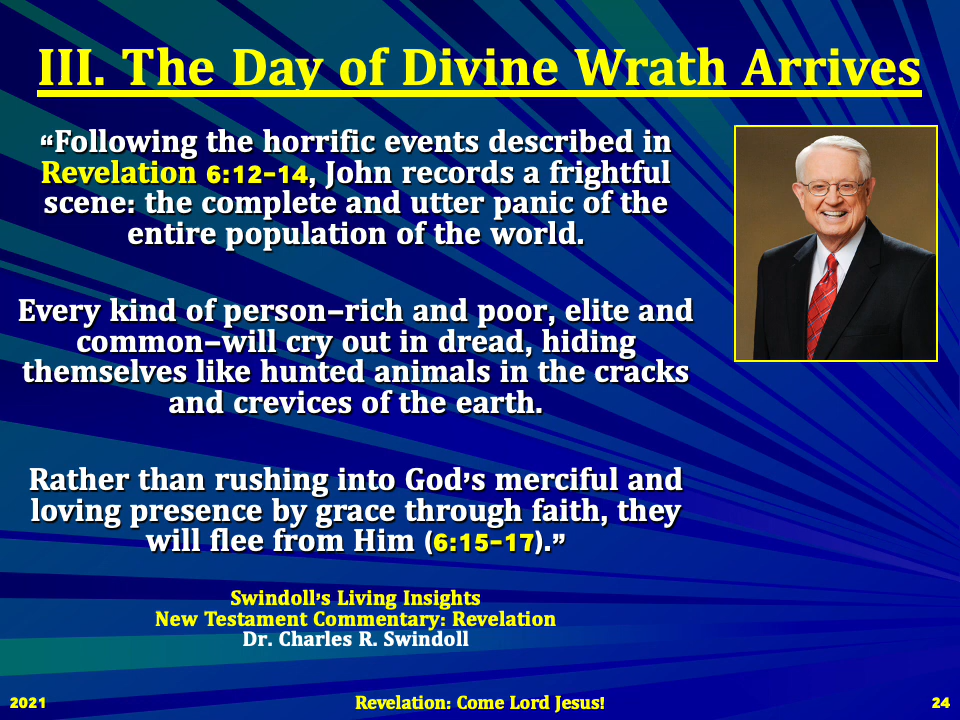 III. The Day of Divine Wrath Arrives
“Following the horrific events described in
Revelation 6:12–14, John records a frightful
scene: the complete and utter panic of the
entire population of the world.
Every kind of person–rich and poor, elite and
common–will cry out in dread, hiding
themselves like hunted animals in the cracks
and crevices of the earth.
Rather than rushing into God’s merciful and
loving presence by grace through faith, they
will flee from Him (6:15–17).”
Swindoll’s Living Insights
New Testament Commentary: Revelation
Dr. Charles R. Swindoll
2021
Revelation: Come Lord Jesus!
24